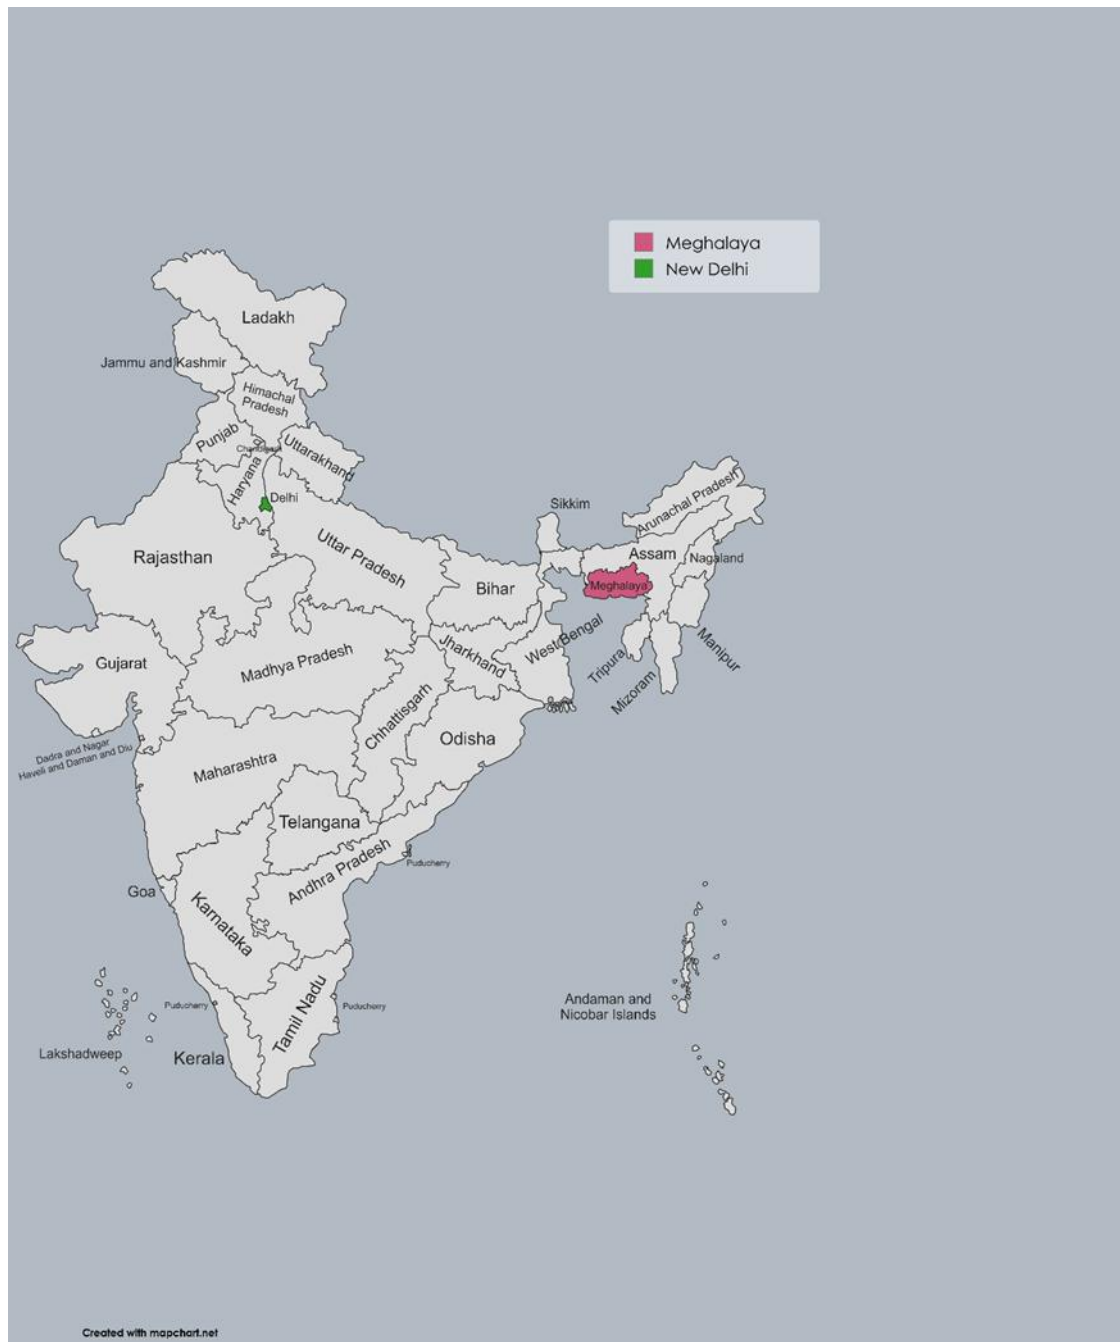 Meghalaya
New Delhi
Ladakh
Jammu and Kashmir
Himachal
Pradesh
Punjab
Chandigarh
Uttarakhand
Haryana
Delhi
Rajasthan
Uttar Pradesh
Bihar
Sikkim
Arunachal Pradesh
Assam
Nagaland
Meghalaya
Manipur
Tripura
Mizoram
West Bengal
Jharkhand
Gujarat
Madhya Pradesh
Chhattisgarh
Odisha
Dadra and Nagar
Haveli and Daman and Diu
Maharashtra
Telangana
Andhra Pradesh
Puducherry
Goa
Karnataka
Puducherry
Tamil Nadu
Puducherry
Kerala
Lakshadweep
Andaman and
Nicobar Islands
Created with mapchart.net